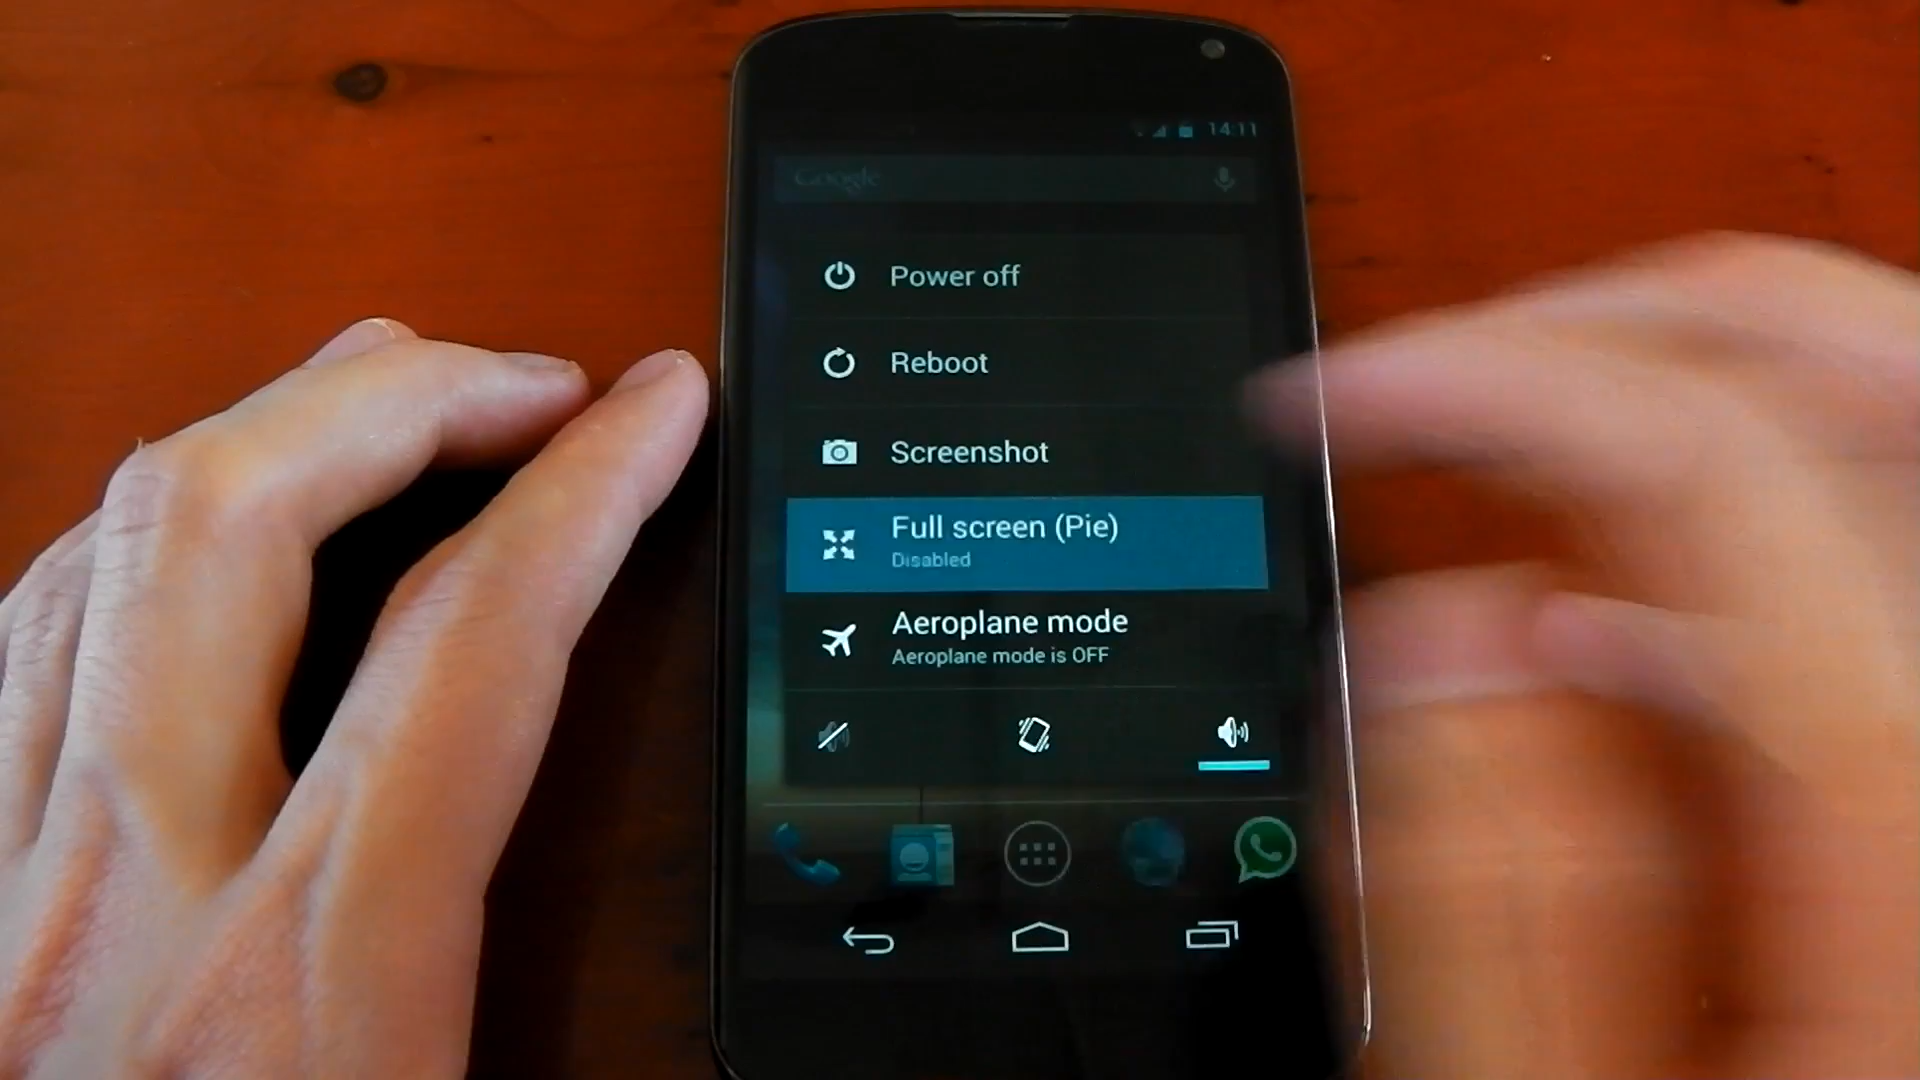 14:11
Google
Power off
Reboot
Screenshot
Full screen (Pie)
Disabled
Aeroplane mode
Aeroplane mode is OFF